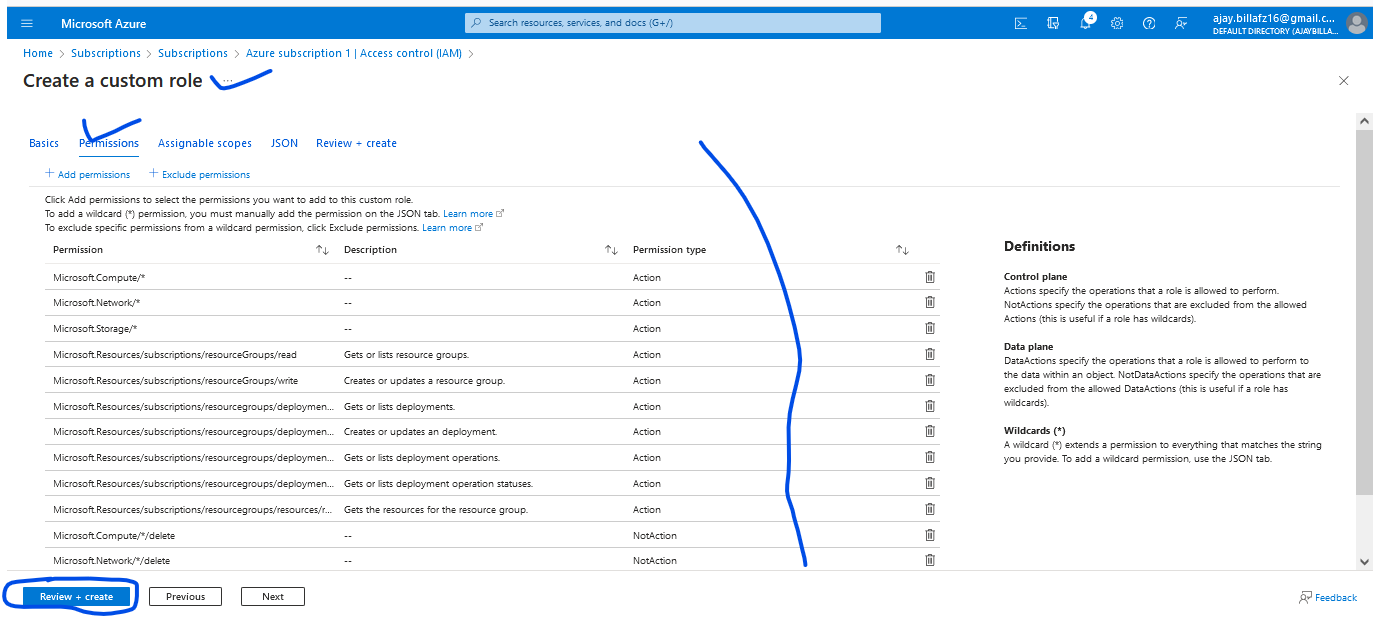 Microsoft Azure
Search resources, services, and docs (G+/)
4
ajay.billafz16@gmail.c...
DEFAULT DIRECTORY (AJAYBILLA...
Home > Subscriptions > Subscriptions > Azure subscription 1 | Access control (IAM) >
Create a custom role ...
Basics Permissions Assignable scopes JSON Review + create
+ Add permissions + Exclude permissions
Click Add permissions to select the permissions you want to add to this custom role.
To add a wildcard (*) permission, you must manually add the permission on the JSON tab. Learn more
To exclude specific permissions from a wildcard permission, click Exclude permissions. Learn more
Permission Description Permission type
Microsoft.Compute/* -- Action
Microsoft.Network/* -- Action
Microsoft.Storage/* -- Action
Microsoft.Resources/subscriptions/resourceGroups/read Gets or lists resource groups. Action
Microsoft.Resources/subscriptions/resourceGroups/write Creates or updates a resource group. Action
Microsoft.Resources/subscriptions/resourcegroups/deploymen... Gets or lists deployments. Action
Microsoft.Resources/subscriptions/resourcegroups/deploymen... Creates or updates an deployment. Action
Microsoft.Resources/subscriptions/resourcegroups/deploymen... Gets or lists deployment operations. Action
Microsoft.Resources/subscriptions/resourcegroups/deploymen... Gets or lists deployment operation statuses. Action
Microsoft.Resources/subscriptions/resourcegroups/resources/r... Gets the resources for the resource group. Action
Microsoft.Compute/*/delete -- NotAction
Microsoft.Network/*/delete -- NotAction
Definitions
Control plane
Actions specify the operations that a role is allowed to perform.
NotActions specify the operations that are excluded from the allowed
Actions (this is useful if a role has wildcards).
Data plane
DataActions specify the operations that a role is allowed to perform to
the data within an object. NotDataActions specify the operations that are
excluded from the allowed DataActions (this is useful if a role has
wildcards).
Wildcards (*)
A wildcard (*) extends a permission to everything that matches the string
you provide. To add a wildcard permission, use the JSON tab.
Review + create Previous Next
Feedback